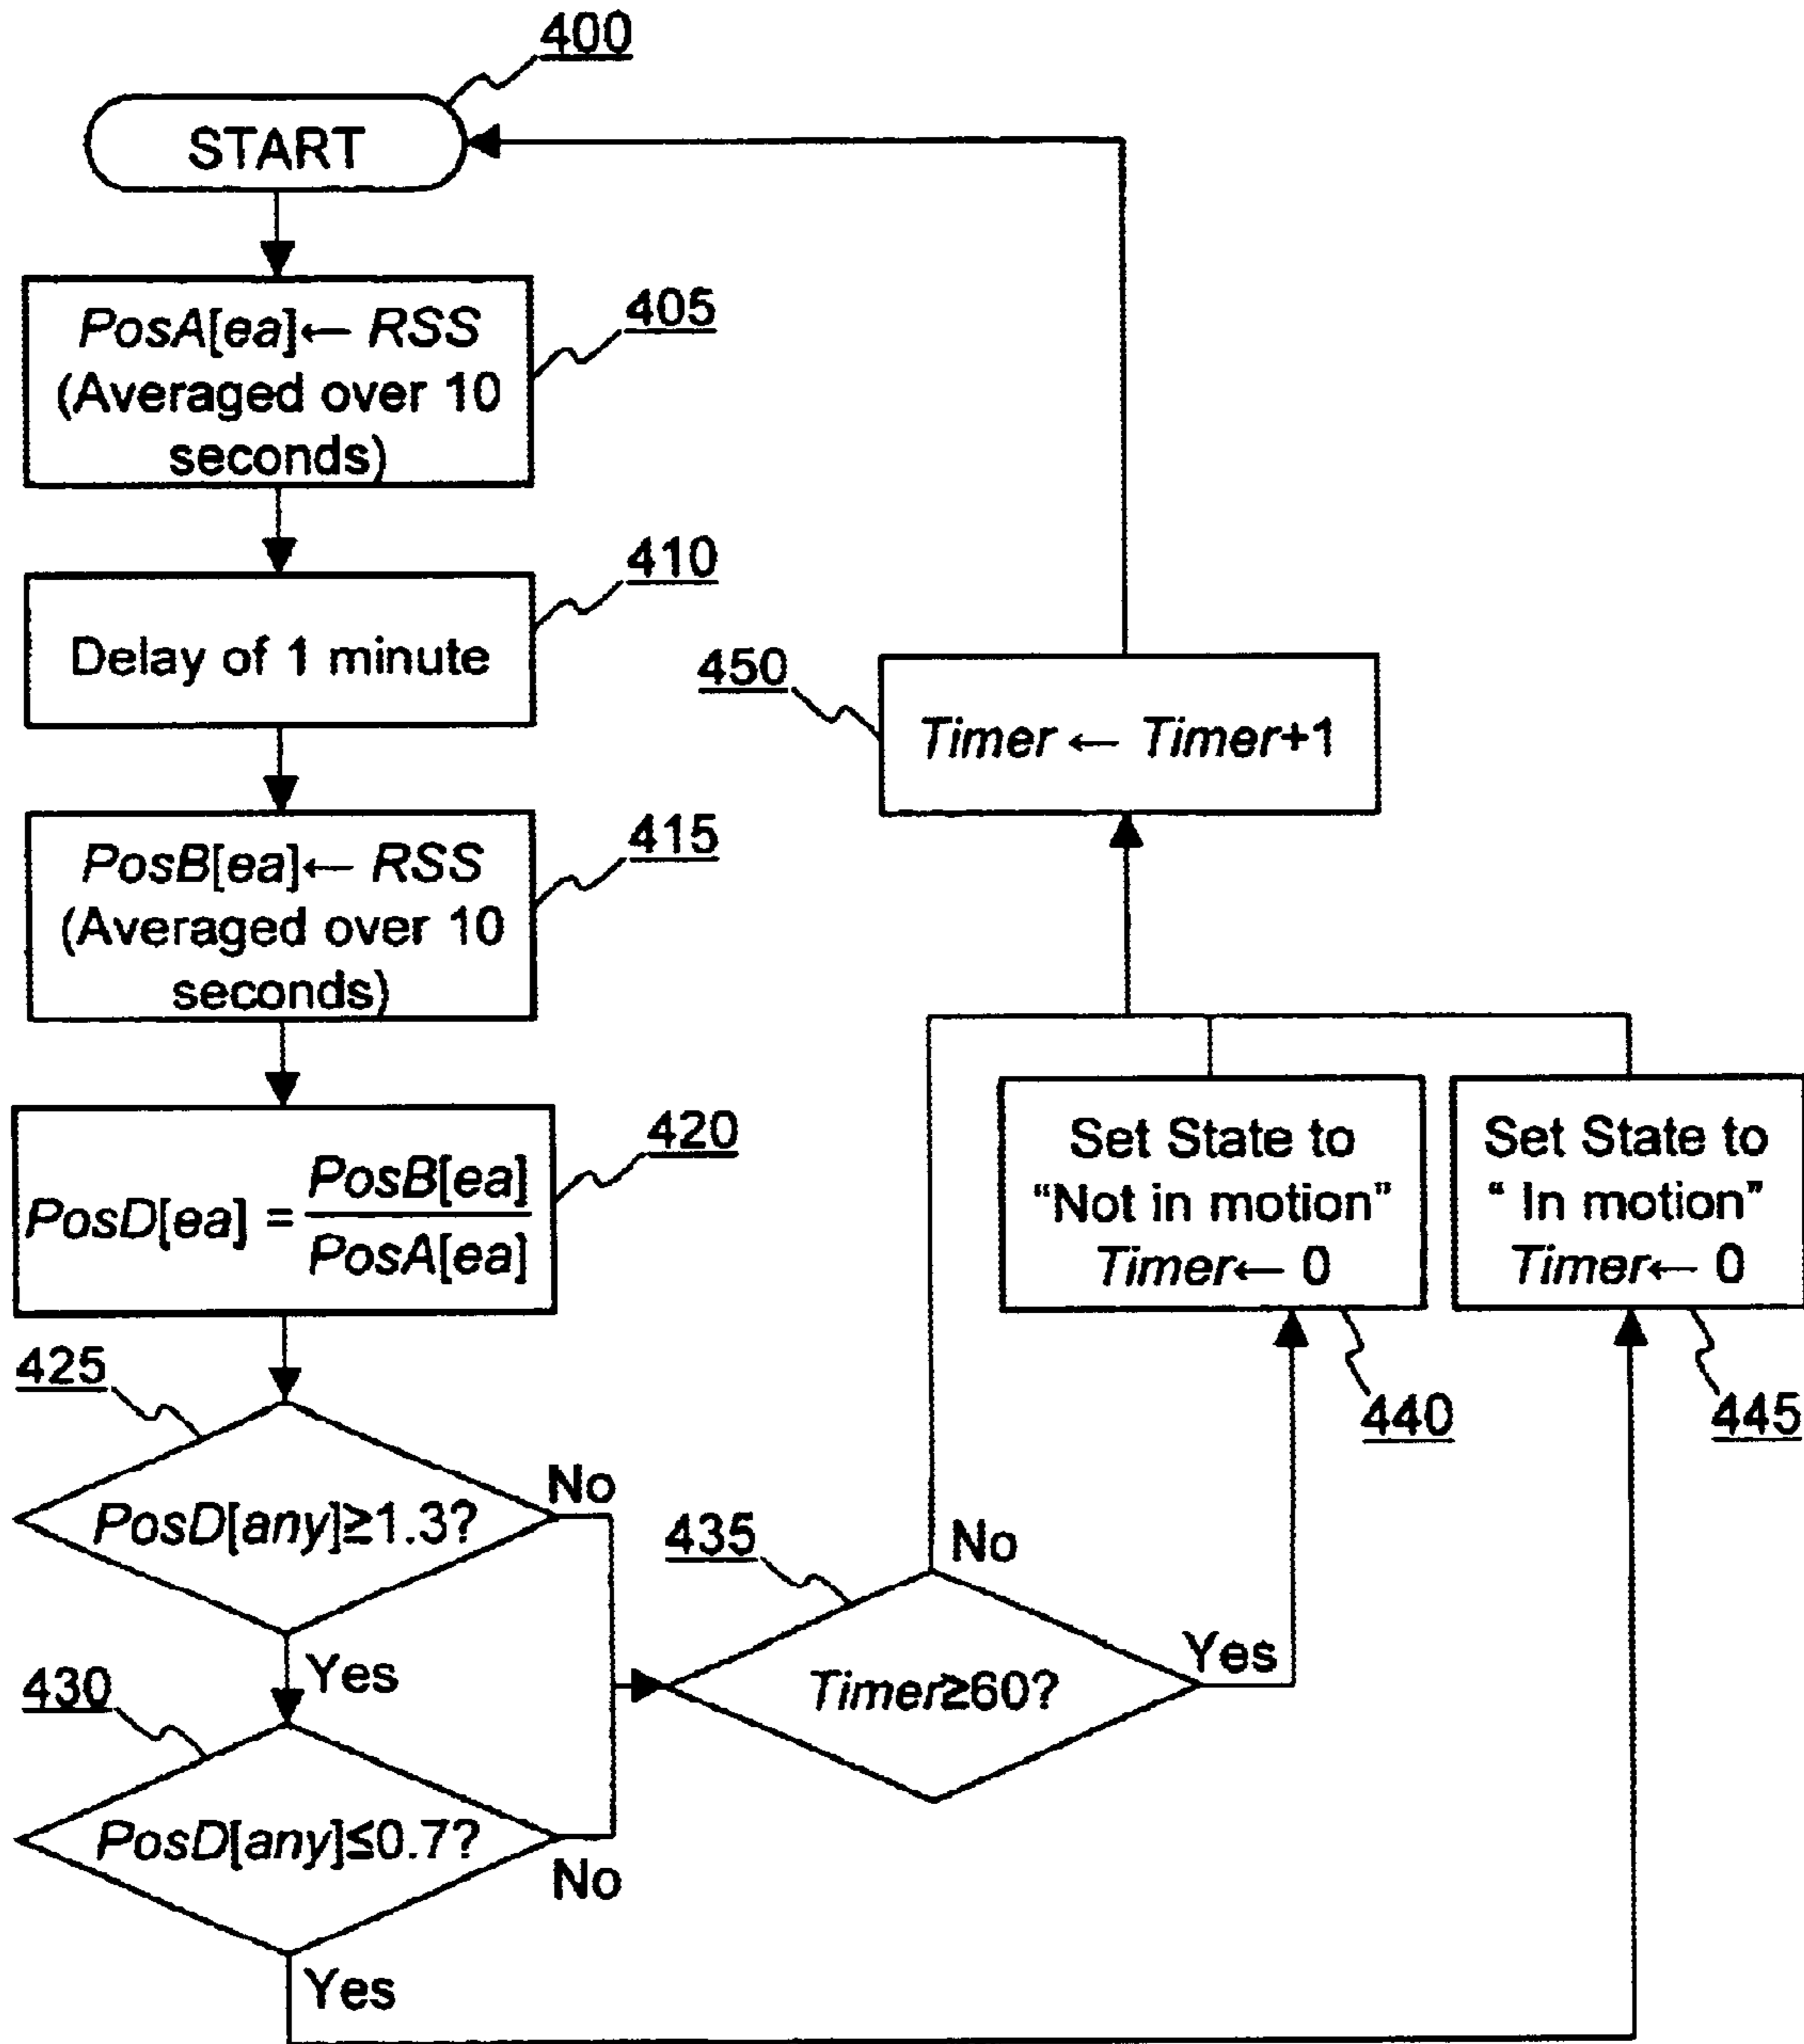 400
START
PosA[ea]← RSS
(Averaged over 10
seconds)
405
Delay of 1 minute
410
PosB[ea]← RSS
(Averaged over 10
seconds)
415
PosD[ea] = PosB[ea]
PosA[ea]
420
425
PosD[any]≥1.3?
No
Yes
430
PosD[any]≤0.7?
No
Yes
435
Timer≥60?
No
Yes
Set State to
“Not in motion”
Timer← 0
440
Set State to
“ In motion”
Timer← 0
445
450
Timer ← Timer+1